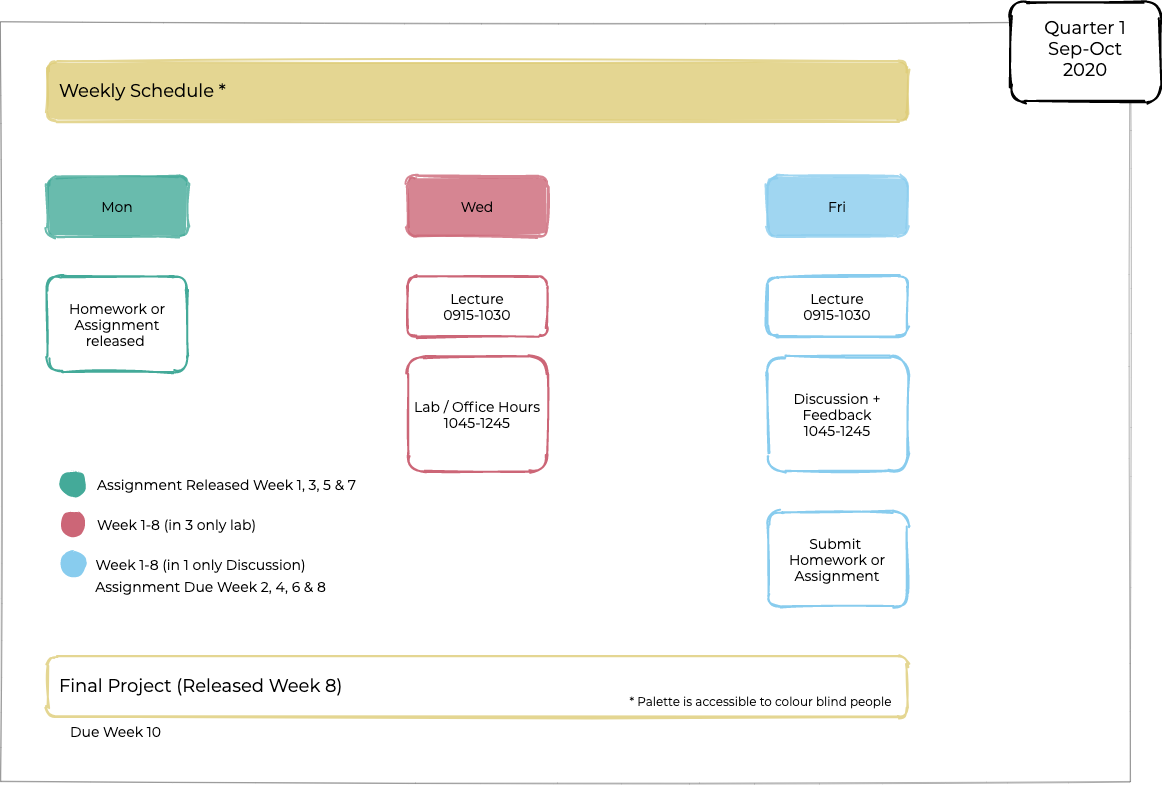 Quarter 1
Sep-Oct
2020
Weekly Schedule *
Mon
Wed
Fri
Homework or
Assignment
released
Lecture
0915-1030
Lecture
0915-1030
Lab / Office Hours
1045-1245
Discussion +
Feedback
1045-1245
Assignment Released Week 1, 3, 5 & 7
Week 1-8 (in 3 only lab)
Week 1-8 (in 1 only Discussion)
Assignment Due Week 2, 4, 6 & 8
Submit
Homework or
Assignment
Final Project (Released Week 8)
* Palette is accessible to colour blind people
Due Week 10